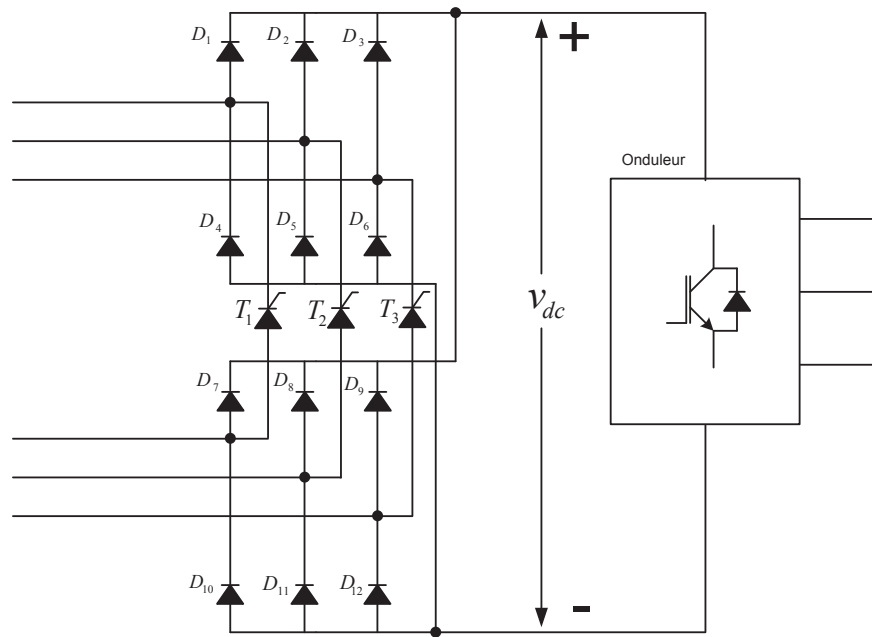 D1 D2 D3
+
Onduleur
D4 D5 D6
T1 T2 T3
vdc
D7 D8 D9
D10 D11 D12
-